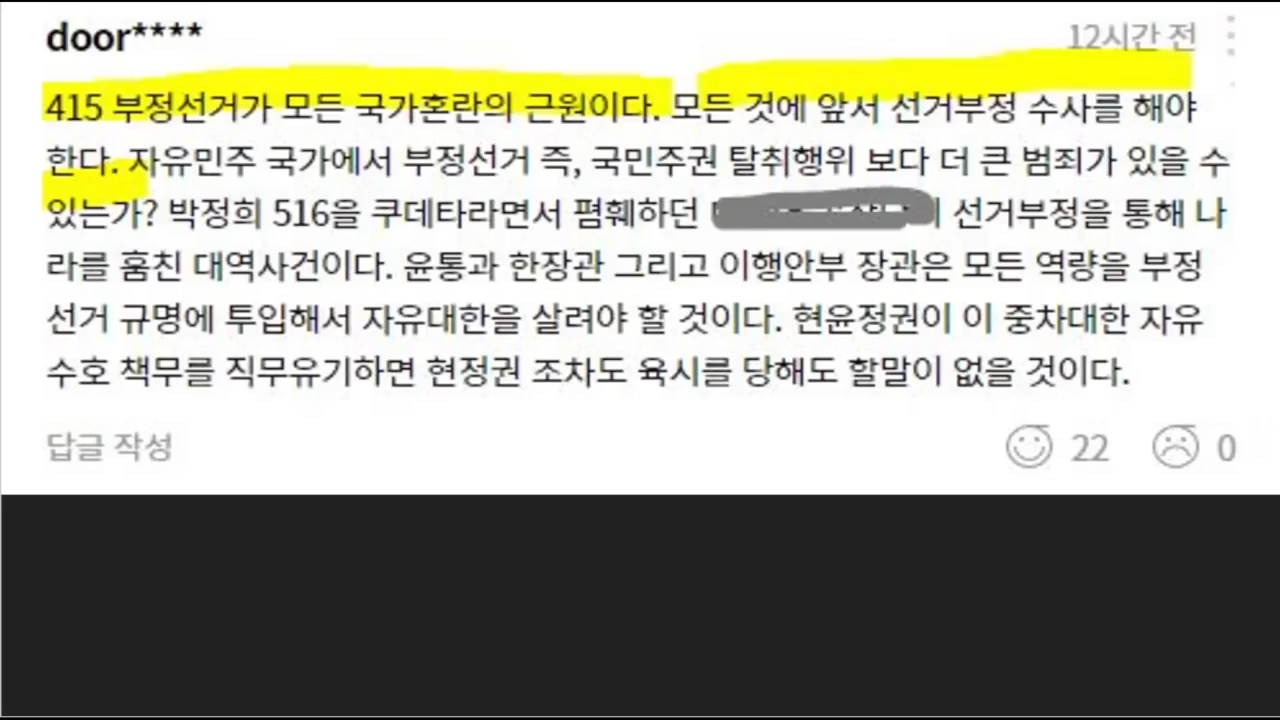 door****
12시간 전
415 부정선거가 모든 국가혼란의 근원이다. 모든 것에 앞서 선거부정 수사를 해야
한다. 자유민주 국가에서 부정선거 즉, 국민주권 탈취행위 보다 더 큰 범죄가 있을 수
있는가? 박정희 516을 쿠데타라면서 폄훼하던 선거부정을 통해 나
라를 훔친 대역사건이다. 윤통과 한장관 그리고 이행안부 장관은 모든 역량을 부정
선거 규명에 투입해서 자유대한을 살려야 할 것이다. 현윤정권이 이 중차대한 자유
수호 책무를 직무유기하면 현정권 조차도 육시를 당해도 할말이 없을 것이다.
답글 작성
22 0